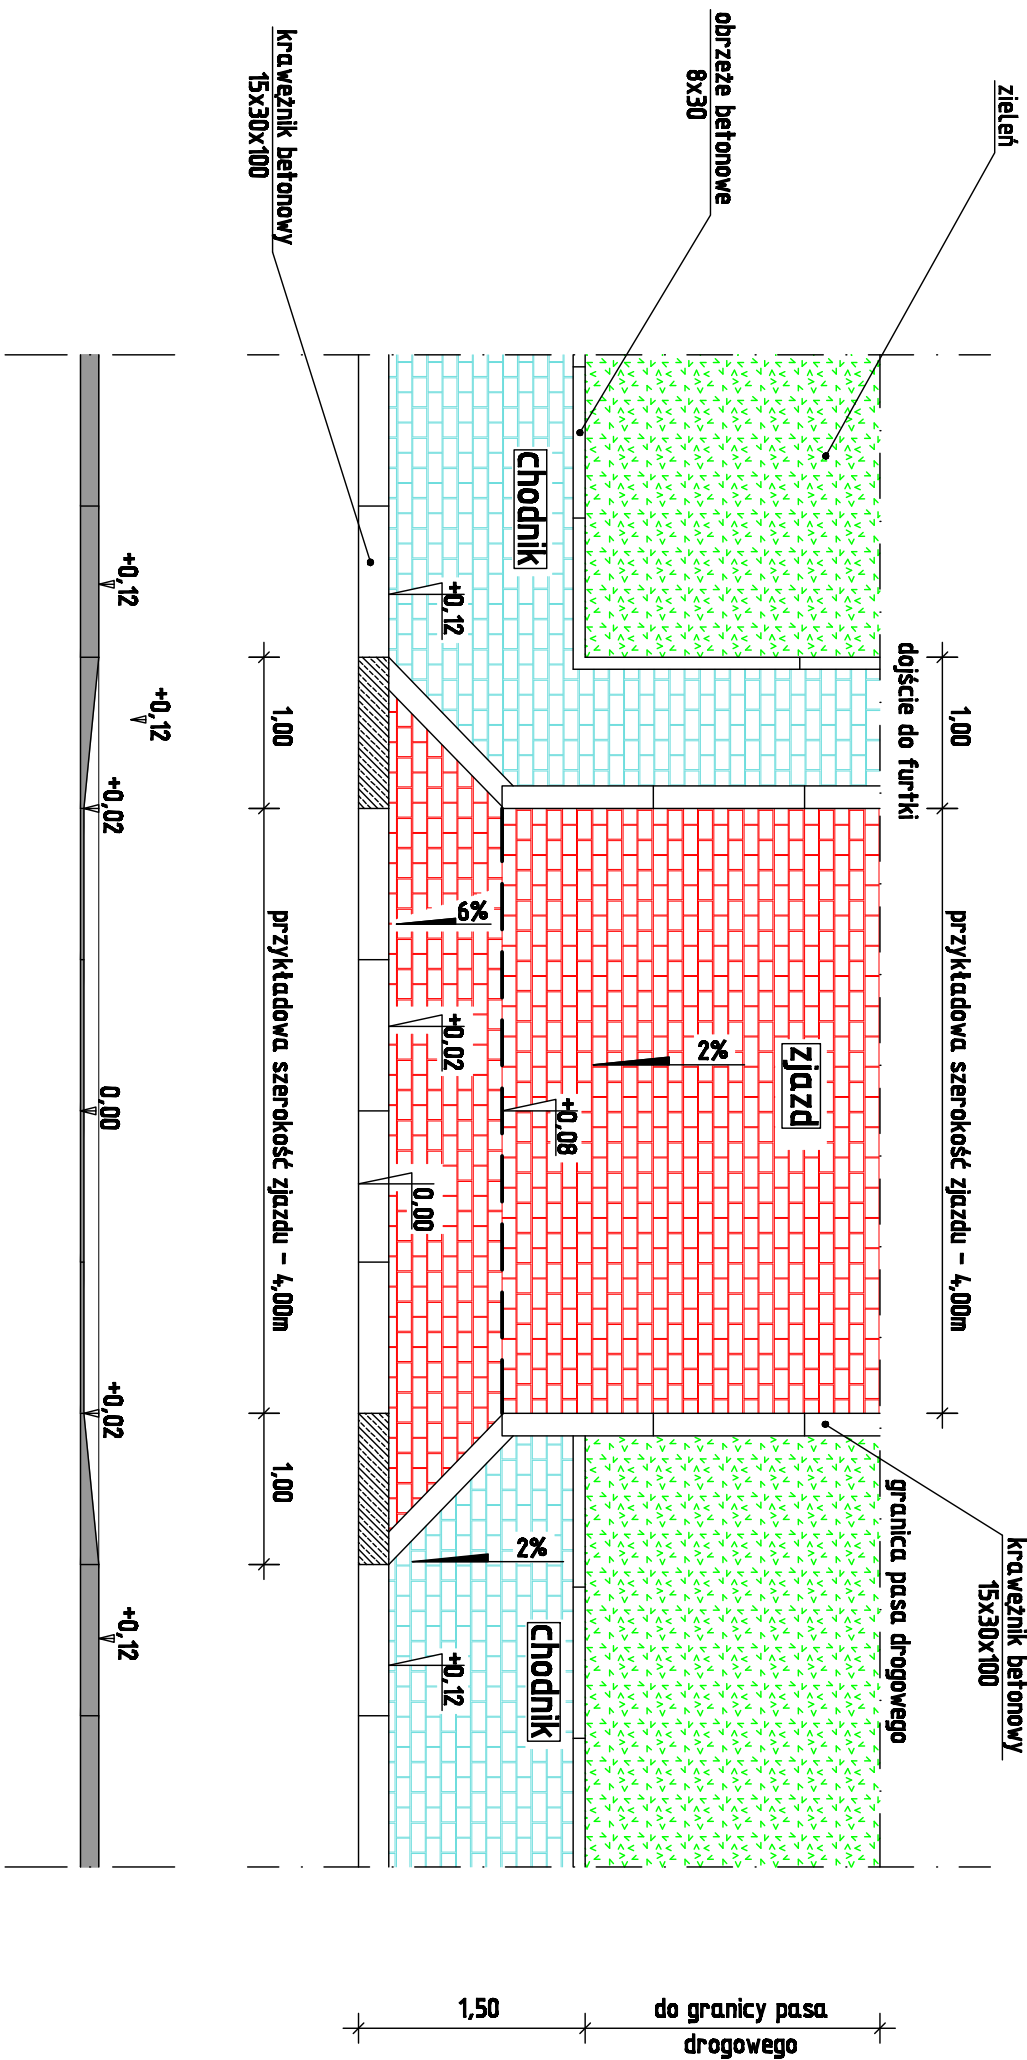 zieleń
obrzeże betonowe
8x30
krawężnik betonowy
15x30x100
krawężnik betonowy
15x30x100
1,00
przykładowa szerokość zjazdu - 4,00m
dojście do furtki
granica pasa drogowego
zjazd
2%
+0,08
chodnik
chodnik
2%
6%
+0,12
+0,02
0,00
+0,12
1,00
przykładowa szerokość zjazdu - 4,00m
1,00
+0,12
+0,12
+0,02
0,00
+0,02
+0,12
1,50
do granicy pasa
drogowego